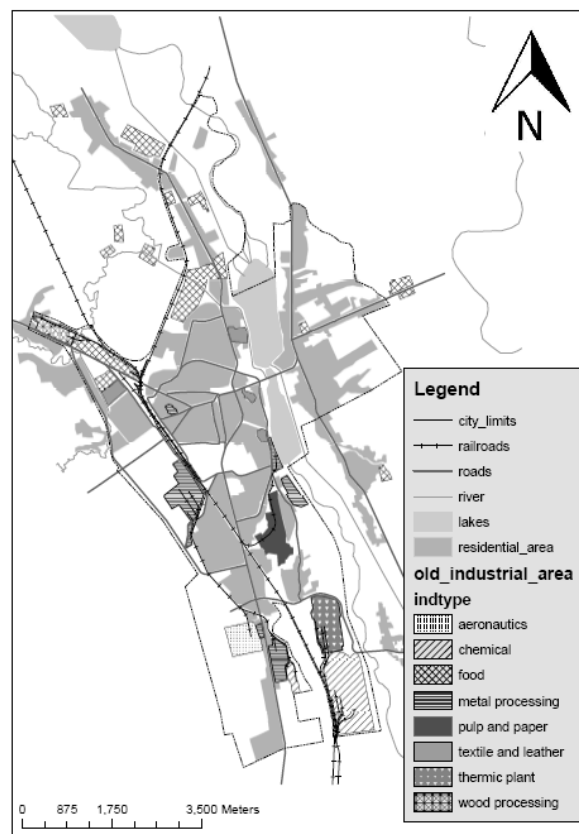 N
Legend
city_limits
railroads
roads
river
lakes
residential_area
old_industrial_area
indtype
aeronautics
chemical
food
metal processing
pulp and paper
textile and leather
thermic plant
wood processing
0 875 1,750 3,500 Meters